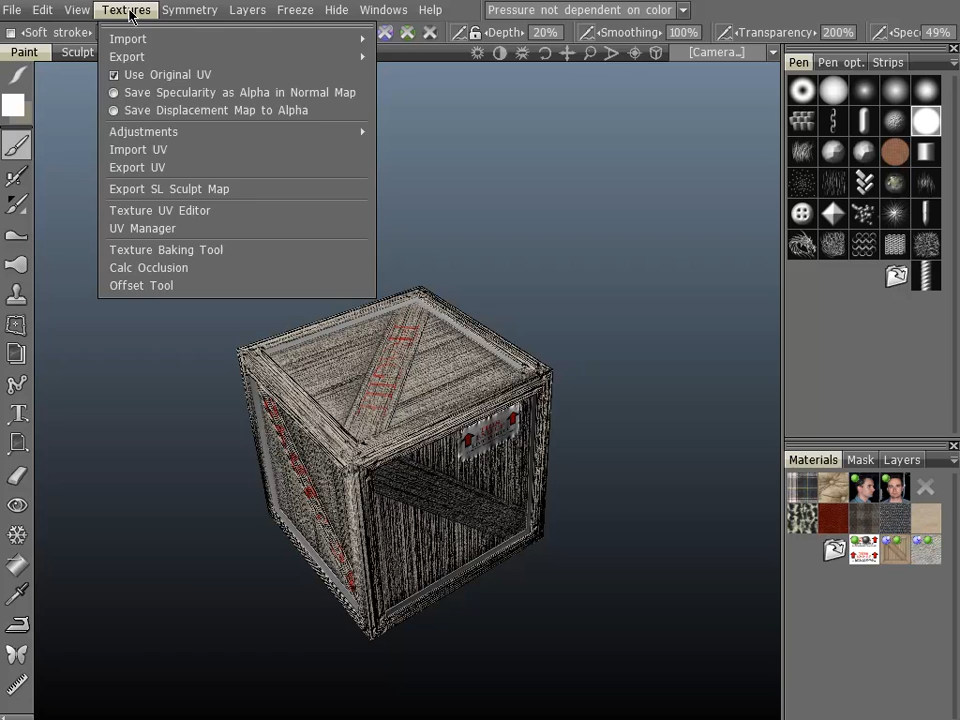 File Edit View Textures Symmetry Layers Freeze Hide Windows Help Pressure not dependent on color
Soft stroke Depth: 20% Smoothing: 100% Transparency: 200% Spec 49%
Paint Sculpt [Camera...]
Import
Export
Use Original UV
Save Specularity as Alpha in Normal Map
Save Displacement Map to Alpha
Adjustments
Import UV
Export UV
Export SL Sculpt Map
Texture UV Editor
UV Manager
Texture Baking Tool
Calc Occlusion
Offset Tool
Pen Pen opt. Strips
Materials Mask Layers